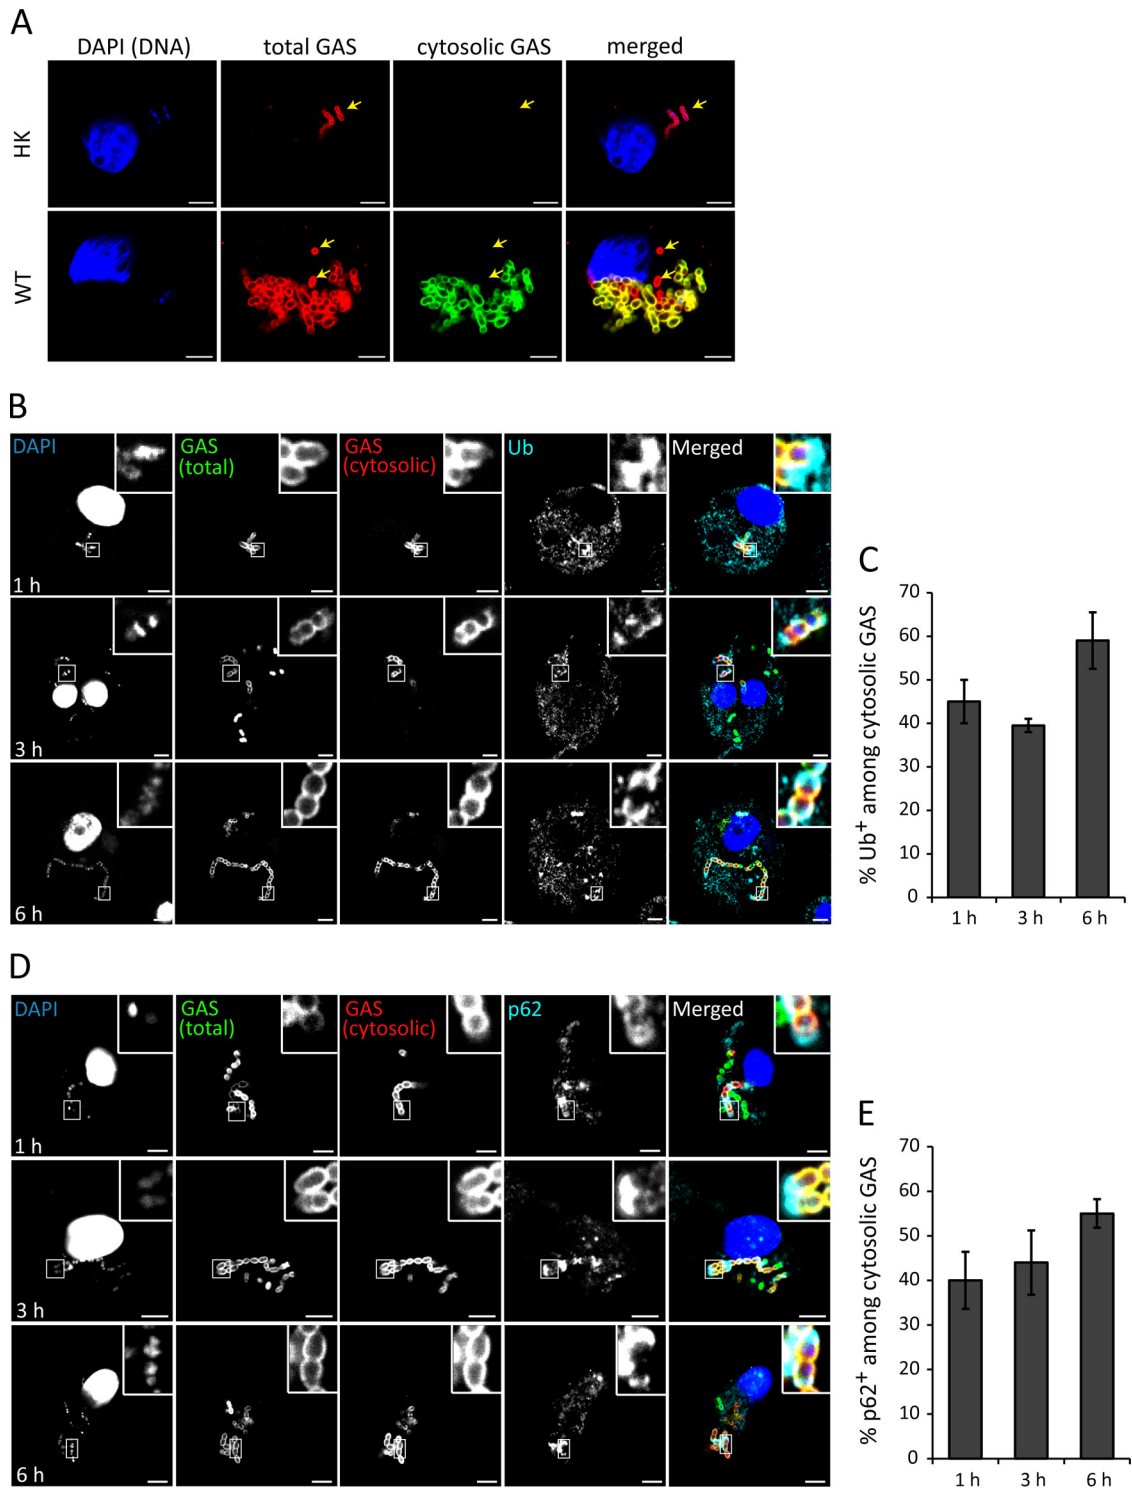 A
DAPI (DNA) total GAS cytosolic GAS merged
HK
WT
B
DAPI GAS (total) GAS (cytosolic) Ub Merged
1 h
3 h
6 h
C
% Ub+ among cytosolic GAS
70
60
50
40
30
20
10
0
1 h 3 h 6 h
D
DAPI GAS (total) GAS (cytosolic) p62 Merged
1 h
3 h
6 h
E
% p62+ among cytosolic GAS
70
60
50
40
30
20
10
0
1 h 3 h 6 h